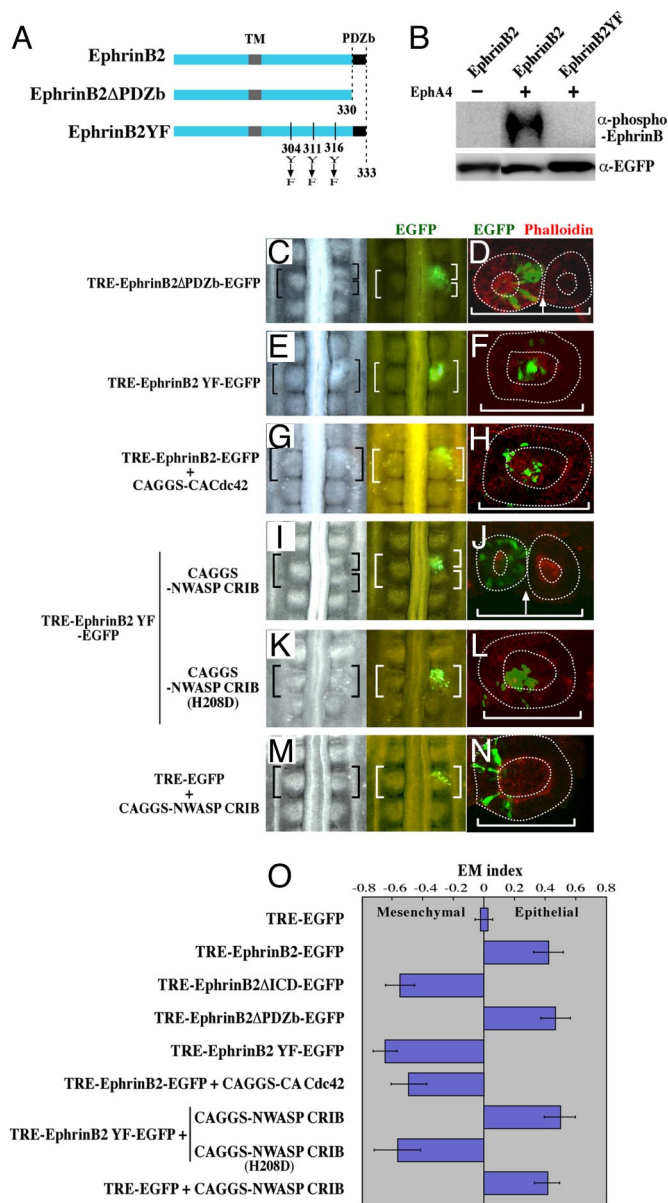 A
TM
PDZb
EphrinB2
EphrinB2ΔPDZb
330
EphrinB2YF
304 311 316
Y Y Y
F F F
333
B
EphrinB2
EphrinB2
EphrinB2YF
EphA4 − + +
α-phospho
-EphrinB
α-EGFP
EGFP
EGFP Phalloidin
C
D
TRE-EphrinB2ΔPDZb-EGFP
E
F
TRE-EphrinB2 YF-EGFP
G
H
TRE-EphrinB2-EGFP
+
CAGGS-CACdc42
I
J
CAGGS
-NWASP CRIB
TRE-EphrinB2 YF
-EGFP
K
L
CAGGS
-NWASP CRIB
(H208D)
M
N
TRE-EGFP
+
CAGGS-NWASP CRIB
O
EM index
-0.8 -0.6 -0.4 -0.2 0 0.2 0.4 0.6 0.8
Mesenchymal Epithelial
TRE-EGFP
TRE-EphrinB2-EGFP
TRE-EphrinB2ΔICD-EGFP
TRE-EphrinB2ΔPDZb-EGFP
TRE-EphrinB2 YF-EGFP
TRE-EphrinB2-EGFP + CAGGS-CA Cdc42
TRE-EphrinB2 YF-EGFP +
CAGGS-NWASP CRIB
CAGGS-NWASP CRIB
(H208D)
TRE-EGFP + CAGGS-NWASP CRIB